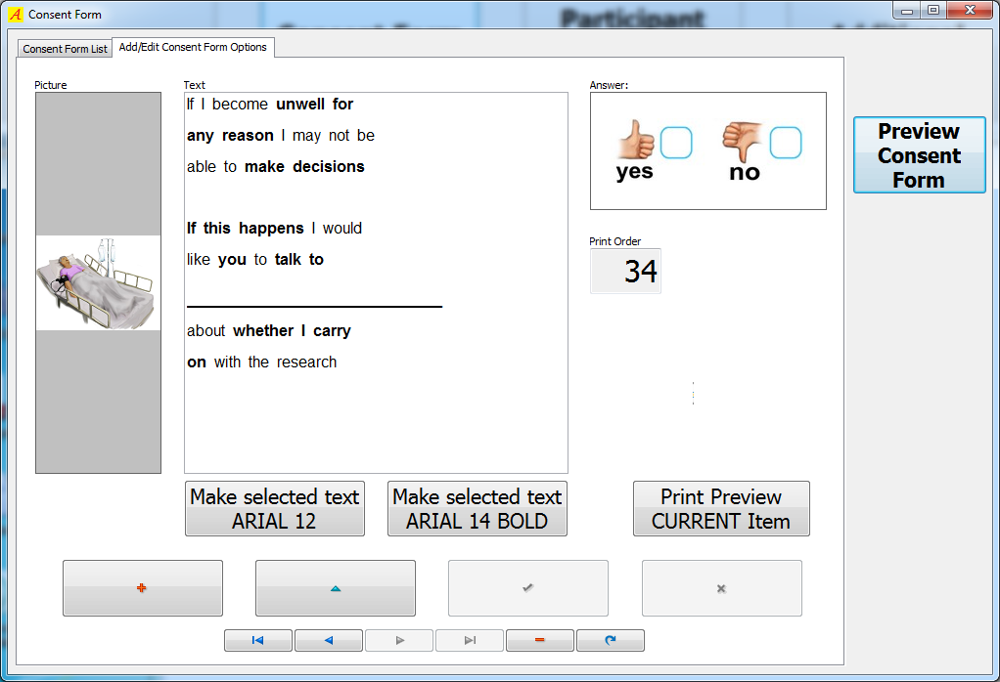 Participant
A Consent Form
Consent Form List
Add/Edit Consent Form Options
Picture
Text
Answer:
If I become unwell for
any reason I may not be
able to make decisions
If this happens I would
like you to talk to
about whether I carry
on with the research
yes
no
Print Order
34
Preview
Consent
Form
Make selected text
ARIAL 12
Make selected text
ARIAL 14 BOLD
Print Preview
CURRENT Item